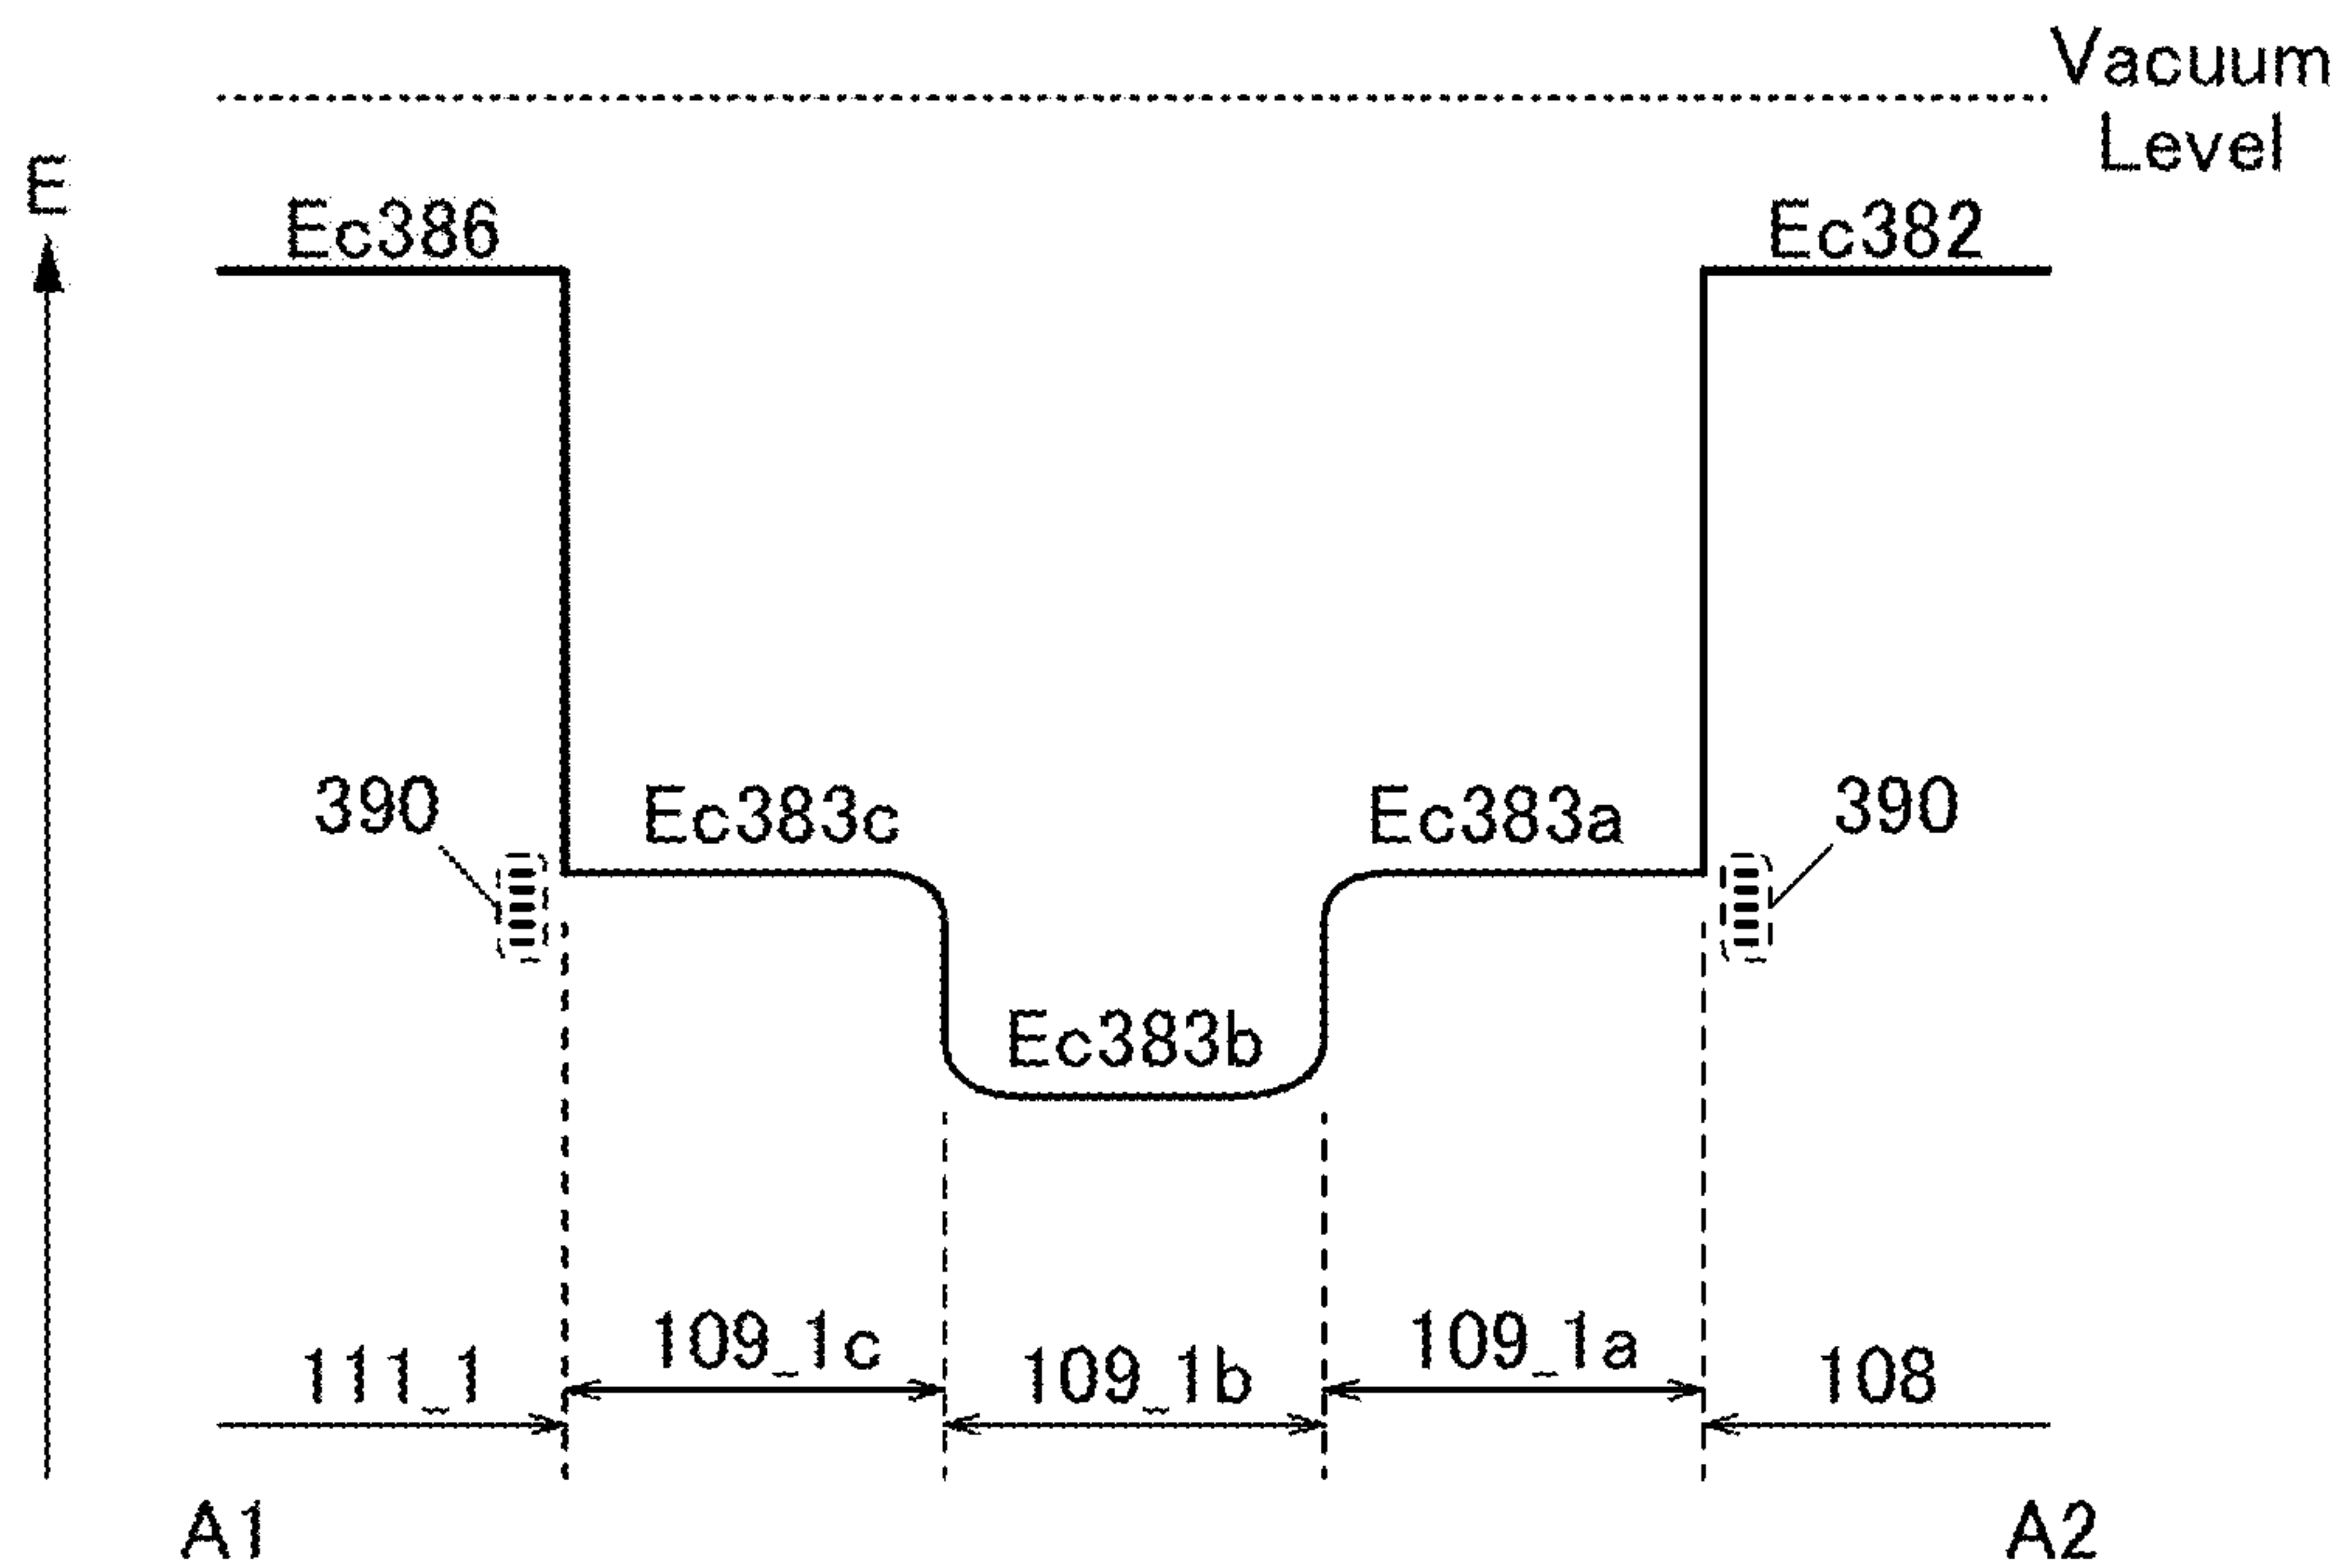 Vacuum
Level
E
Ec386
Ec382
390
Ec383c
Ec383a
390
Ec383b
111_1
109_1c
109_1b
109_1a
108
A1
A2